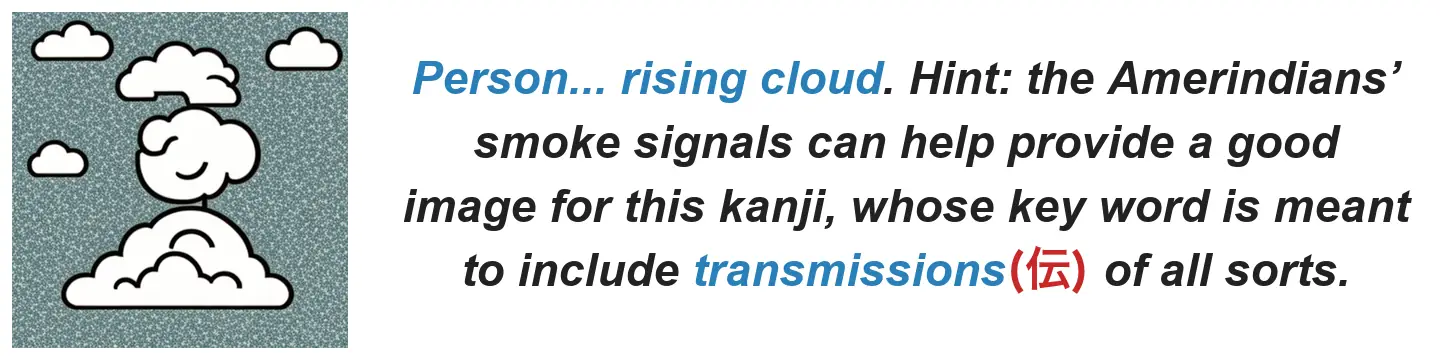 Person... rising cloud. Hint: the Amerindians’
smoke signals can help provide a good
image for this kanji, whose key word is meant
to include transmissions(伝) of all sorts.